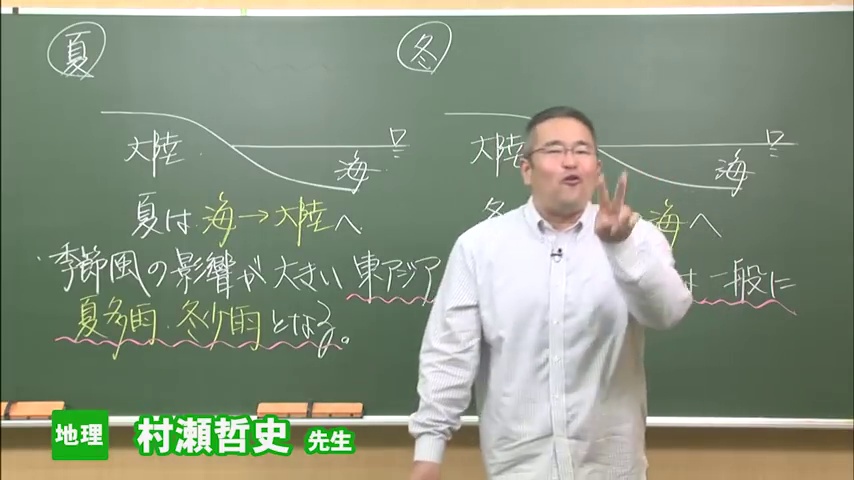 夏
冬
大陸
海
大陸
海
夏は 海→大陸へ
冬
海へ
・季節風の影響が大きい 東アジア
は一般に
夏多雨・冬少雨となる。
地理 村瀬哲史 先生